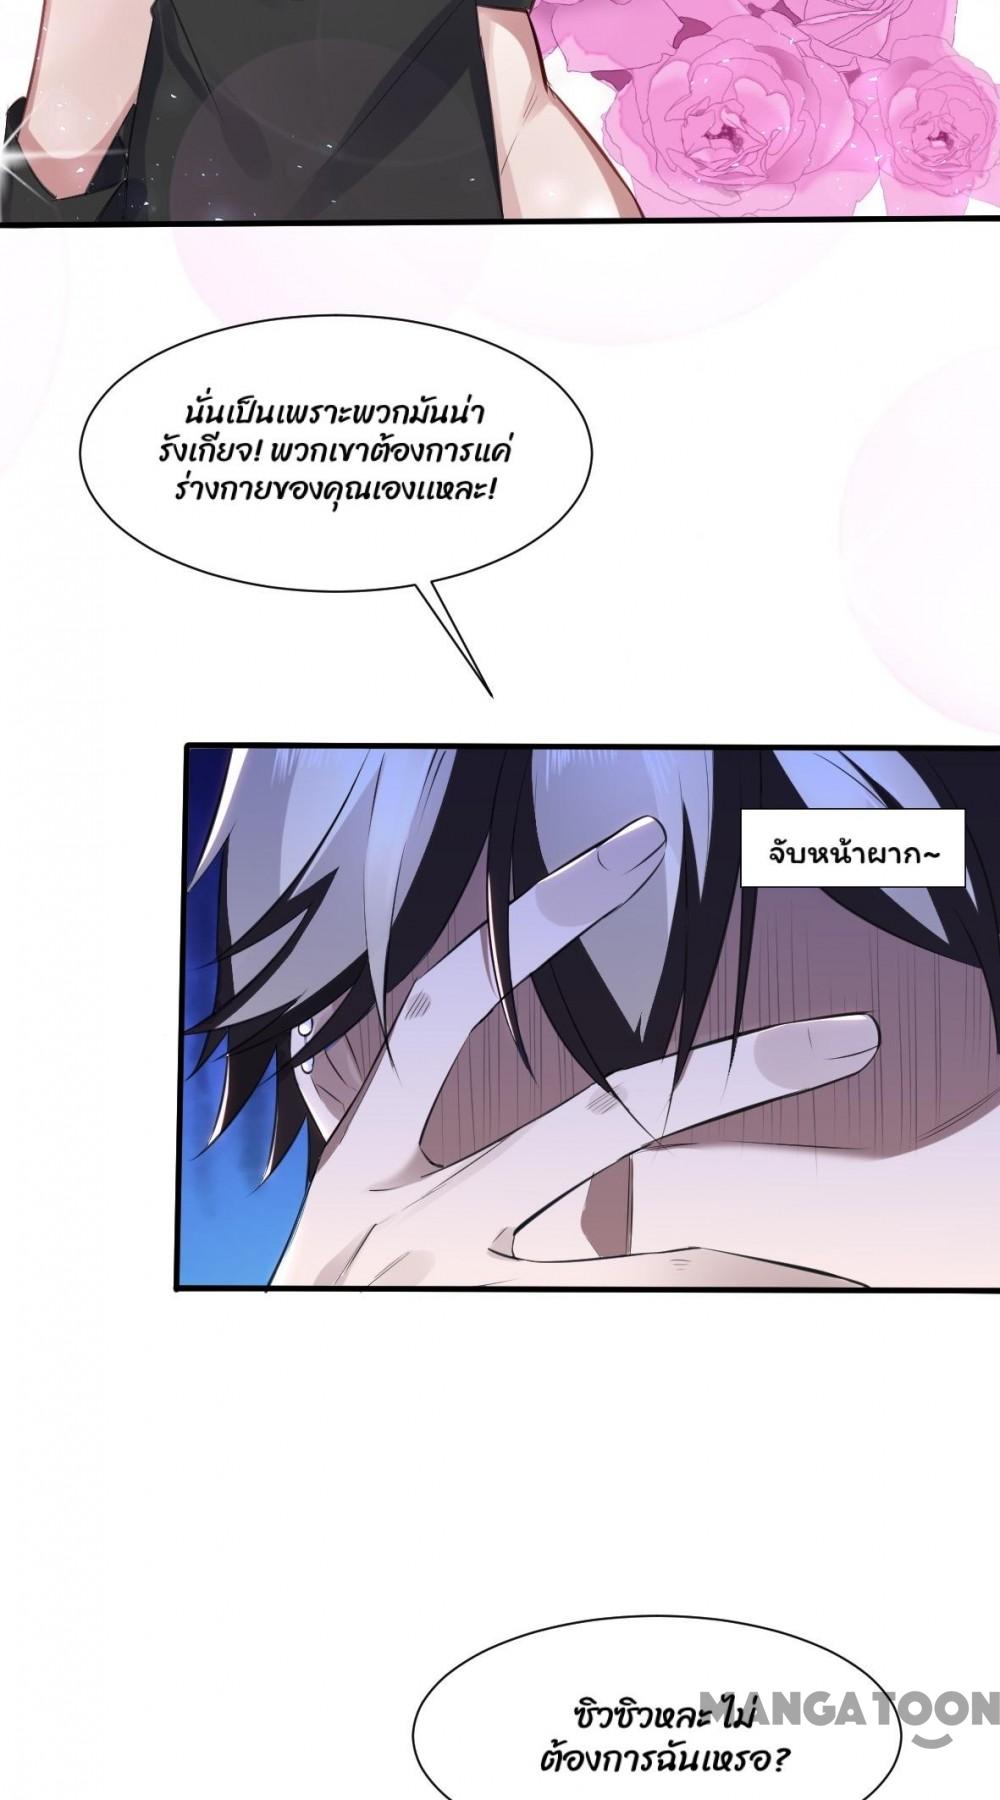 นั่นเป็นเพราะพวกมันน่า
รังเกียจ! พวกเขาต้องการแค่
ร่างกายของคุณเองแหละ!
จับหน้าผาก~
ซิวซิวหละ ไม่
ต้องการฉันเหรอ?
MANGATOON